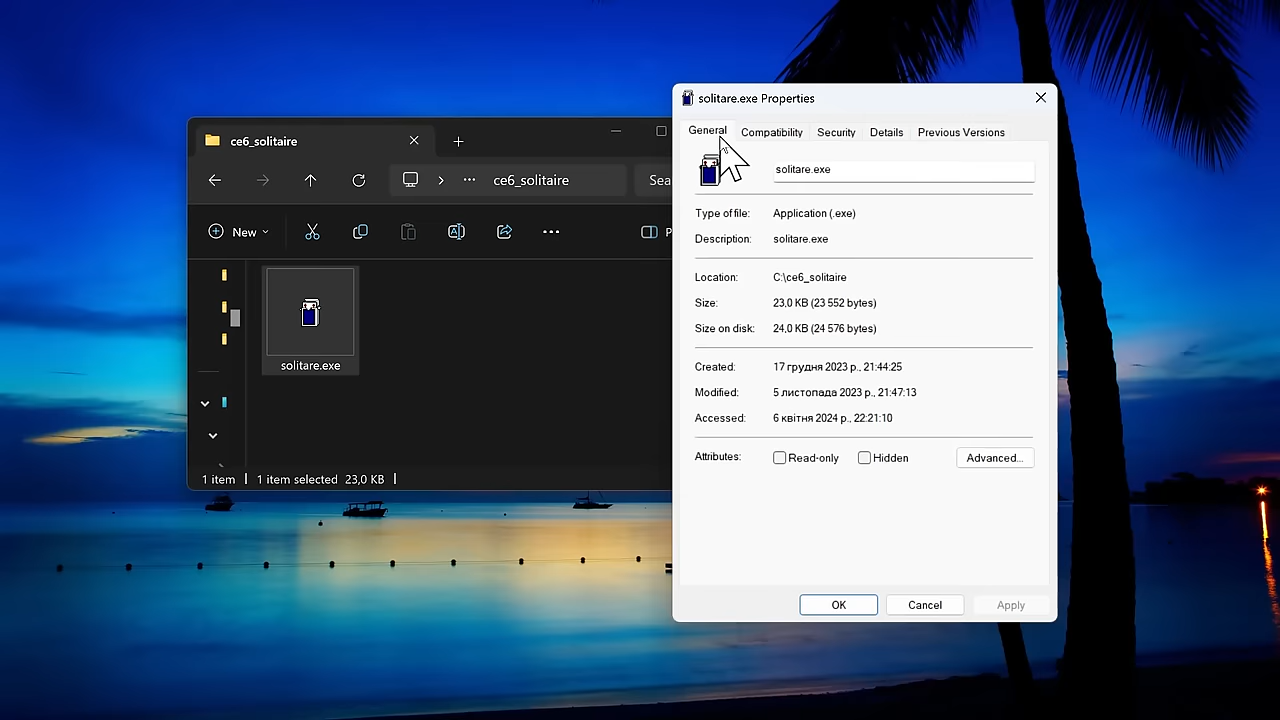 ce6_solitaire
ce6_solitaire
Sea
New
P
solitare.exe
1 item
1 item selected 23,0 KB
solitare.exe Properties
General Compatibility Security Details Previous Versions
solitare.exe
Type of file: Application (.exe)
Description: solitare.exe
Location: C:\ce6_solitaire
Size: 23,0 KB (23 552 bytes)
Size on disk: 24,0 KB (24 576 bytes)
Created: 17 грудня 2023 р., 21:44:25
Modified: 5 листопада 2023 р., 21:47:13
Accessed: 6 квітня 2024 р., 22:21:10
Attributes: Read-only Hidden Advanced...
OK Cancel Apply